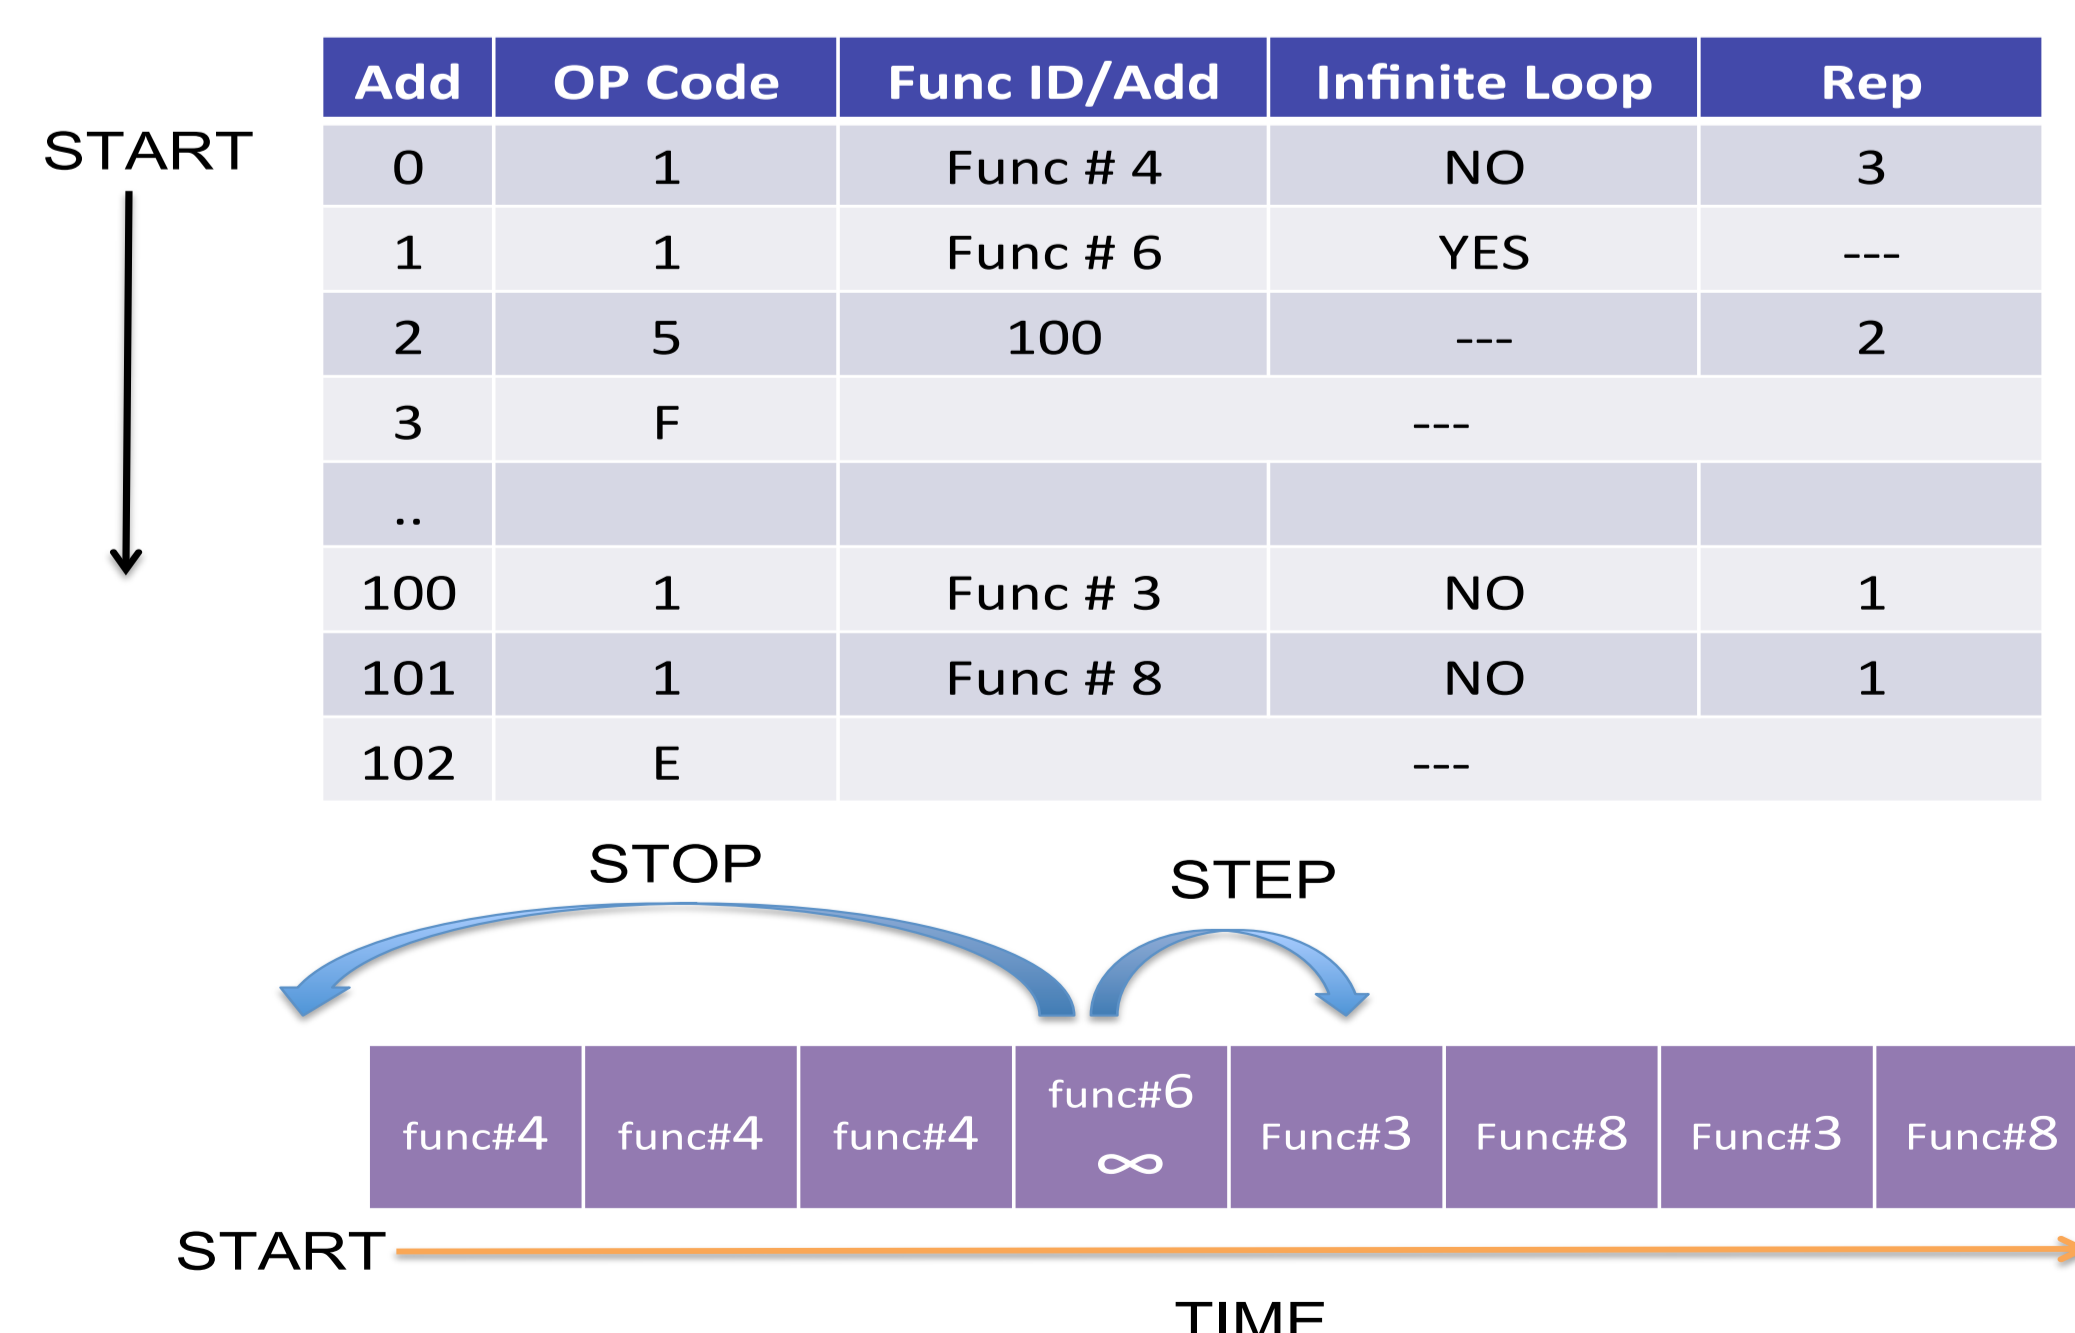 Add OP Code Func ID/Add Infinite Loop Rep
START
0 1 Func # 4 NO 3
1 1 Func # 6 YES ---
2 5 100 --- 2
3 F ---
..
100 1 Func # 3 NO 1
101 1 Func # 8 NO 1
102 E ---
STOP
STEP
func#4 func#4 func#4 func#6 ∞ Func#3 Func#8 Func#3 Func#8
START
TIME